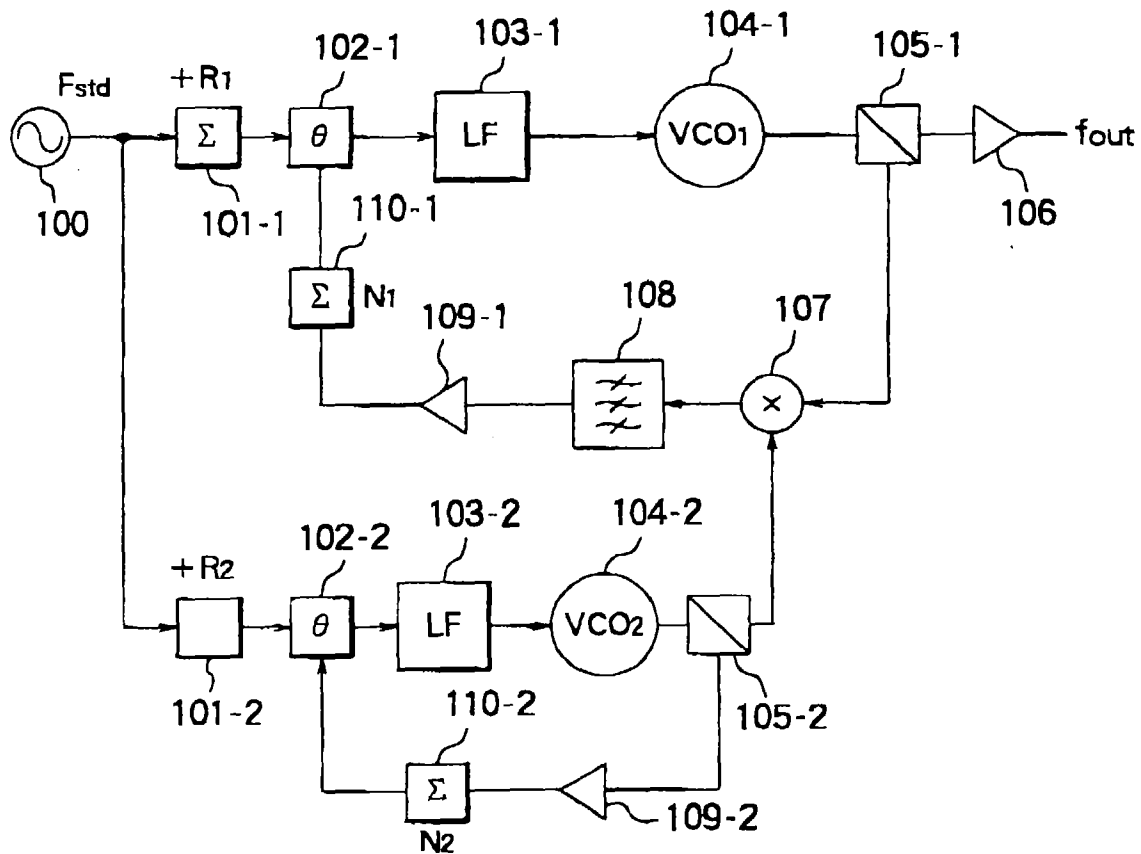 103-1
104-1
102-1
105-1
+R1
Fstd
Σ
θ
LF
VCO1
fout
100
101-1
110-1
106
Σ
N1
109-1
108
107
×
103-2
104-2
102-2
+R2
θ
LF
VCO2
101-2
110-2
105-2
Σ
N2
109-2